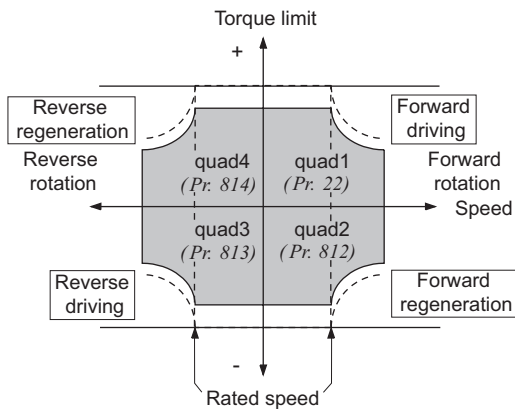 Torque limit
+
Reverse
regeneration
Forward
driving
Reverse
rotation
quad4
(Pr. 814)
quad1
(Pr. 22)
Forward
rotation
Speed
quad3
(Pr. 813)
quad2
(Pr. 812)
Reverse
driving
Forward
regeneration
-
Rated speed